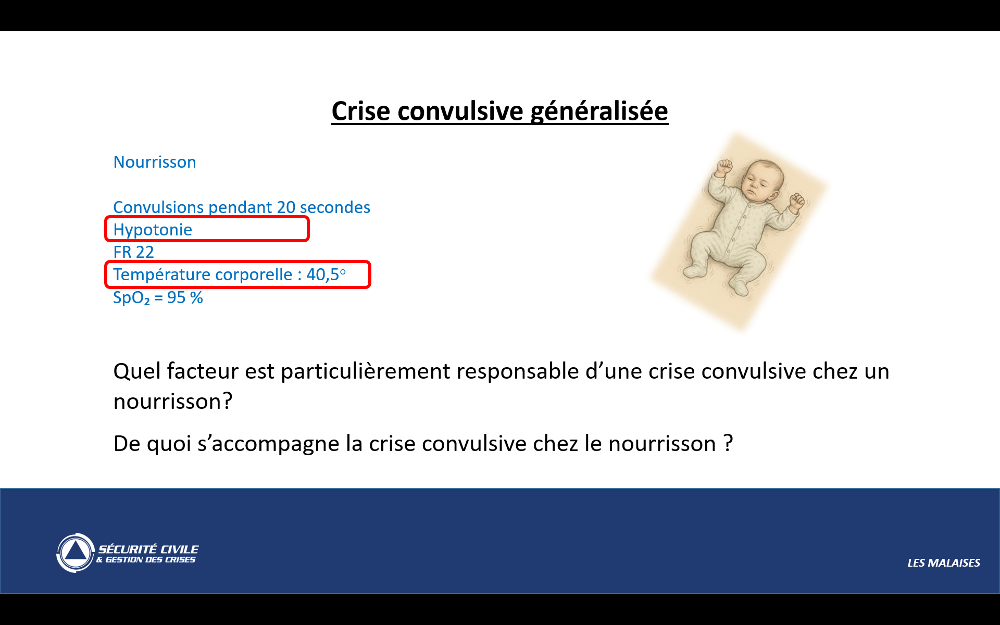 Crise convulsive généralisée
Nourrisson
Convulsions pendant 20 secondes
Hypotonie
FR 22
Température corporelle : 40,5°
SpO₂ = 95 %
Quel facteur est particulièrement responsable d’une crise convulsive chez un
nourrisson?
De quoi s’accompagne la crise convulsive chez le nourrisson ?
SÉCURITÉ CIVILE
& GESTION DES CRISES
LES MALAISES